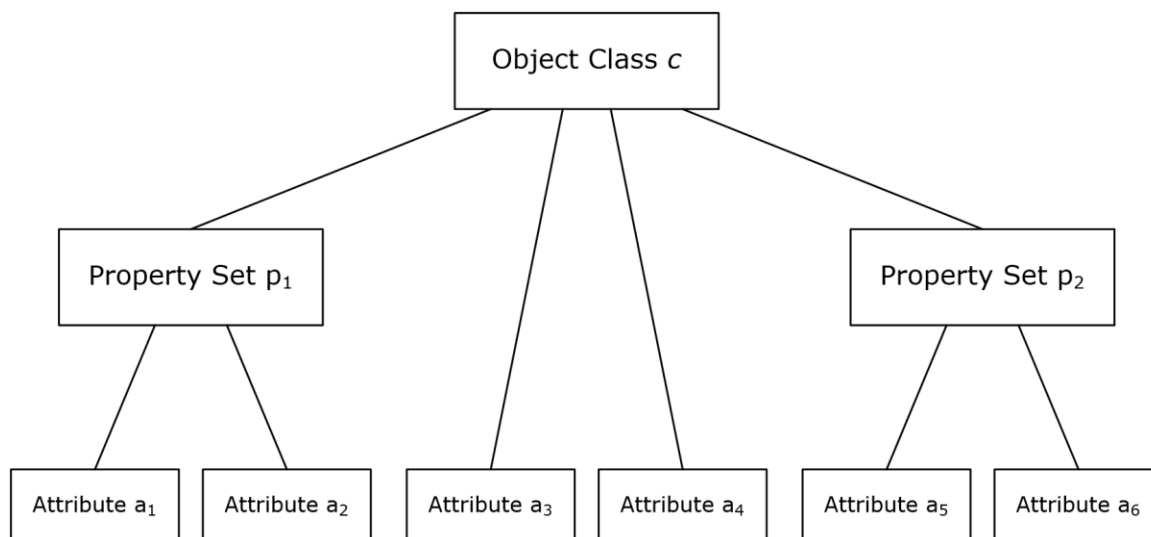 Object Class c
Property Set p₁
Property Set p₂
Attribute a₁
Attribute a₂
Attribute a₃
Attribute a₄
Attribute a₅
Attribute a₆